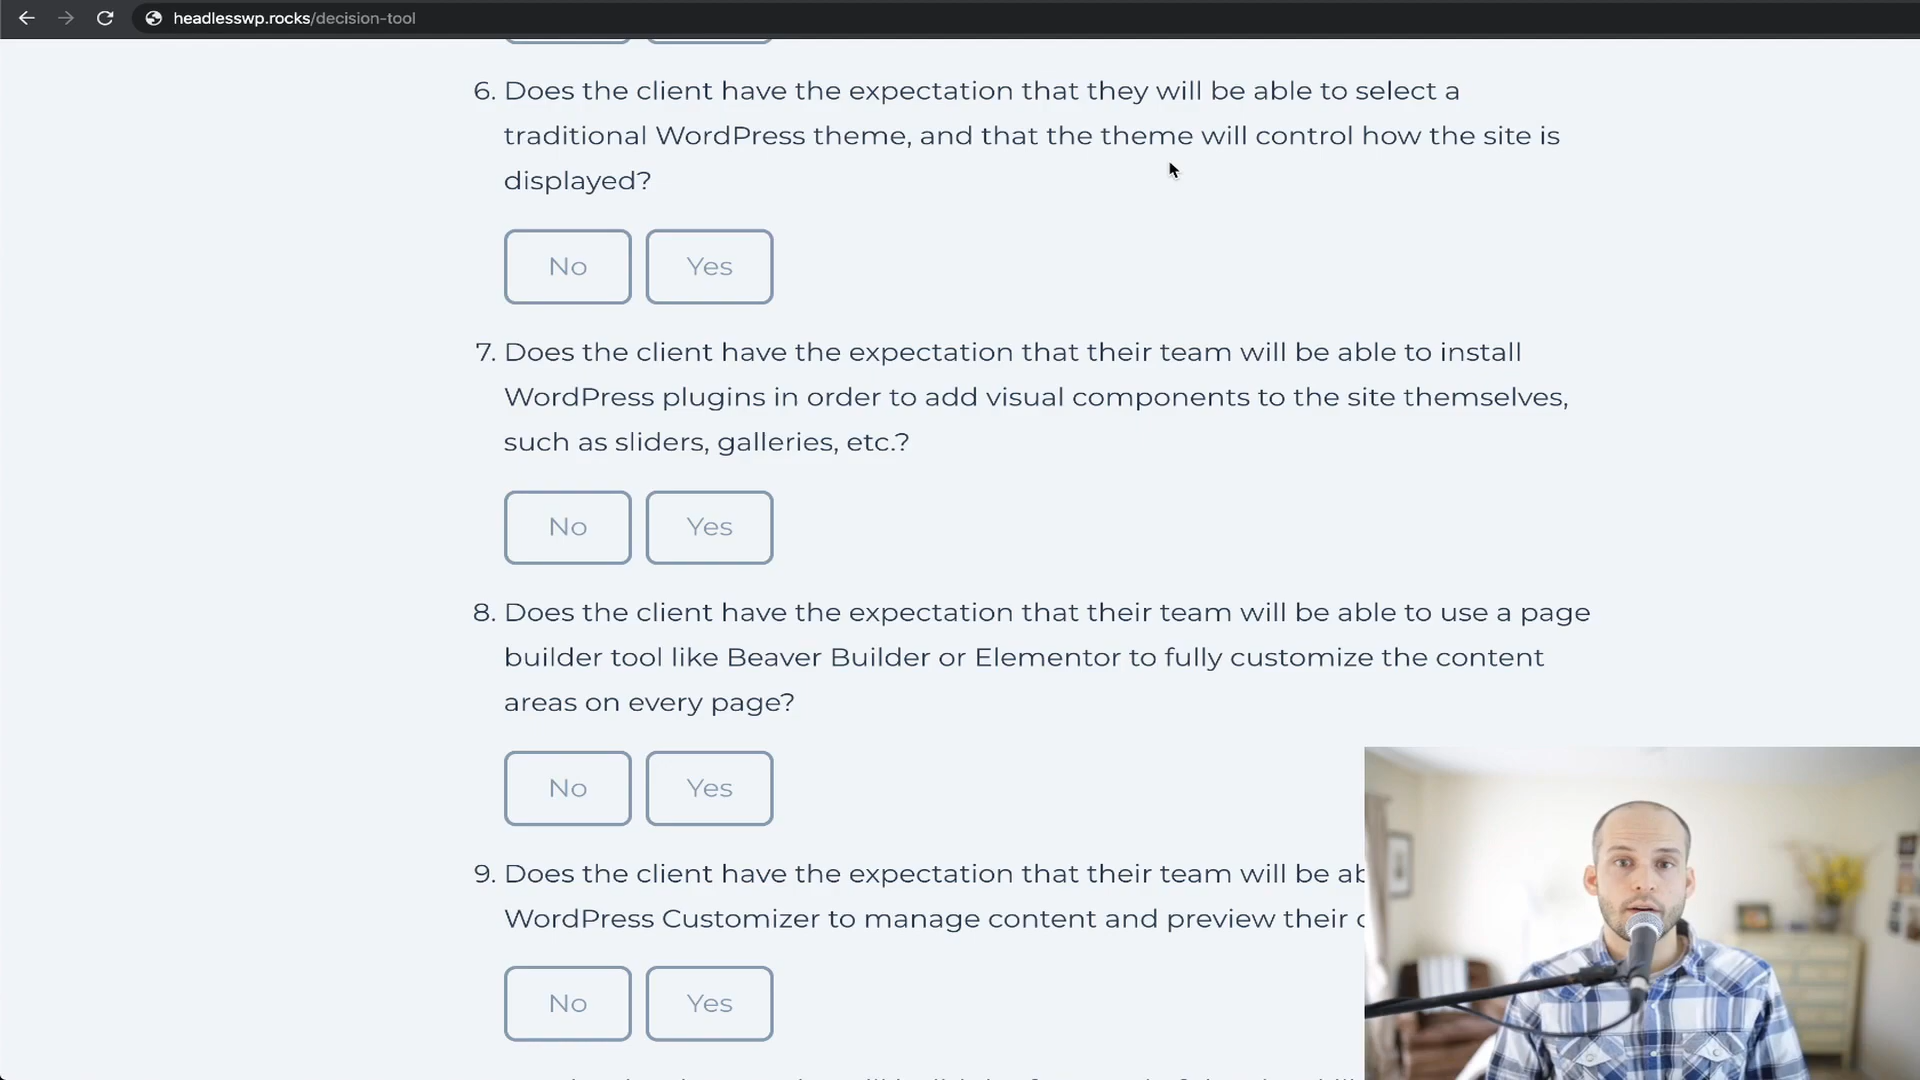 headlesswp.rocks/decision-tool
6. Does the client have the expectation that they will be able to select a
traditional WordPress theme, and that the theme will control how the site is
displayed?
No Yes
7. Does the client have the expectation that their team will be able to install
WordPress plugins in order to add visual components to the site themselves,
such as sliders, galleries, etc.?
No Yes
8. Does the client have the expectation that their team will be able to use a page
builder tool like Beaver Builder or Elementor to fully customize the content
areas on every page?
No Yes
9. Does the client have the expectation that their team will be ab
WordPress Customizer to manage content and preview their
No Yes